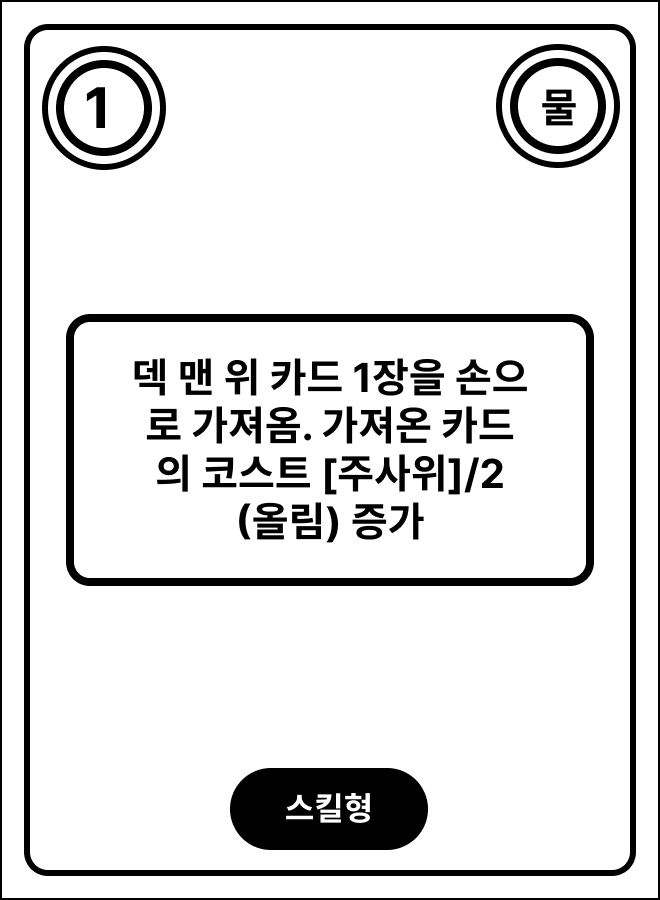 1
물
덱 맨 위 카드 1장을 손으
로 가져옴. 가져온 카드
의 코스트 [주사위]/2
(올림) 증가
스킬형